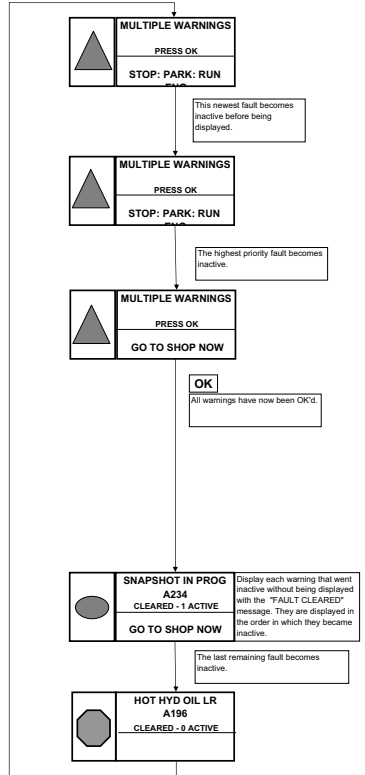 MULTIPLE WARNINGS
PRESS OK
STOP: PARK: RUN
This newest fault becomes
inactive before being
displayed.
MULTIPLE WARNINGS
PRESS OK
STOP: PARK: RUN
The highest priority fault becomes
inactive.
MULTIPLE WARNINGS
PRESS OK
GO TO SHOP NOW
OK
All warnings have now been OK'd.
SNAPSHOT IN PROG
A234
CLEARED - 1 ACTIVE
GO TO SHOP NOW
Display each warning that went
inactive without being displayed
with the "FAULT CLEARED"
message. They are displayed in
the order in which they became
inactive.
The last remaining fault becomes
inactive.
HOT HYD OIL LR
A196
CLEARED - 0 ACTIVE